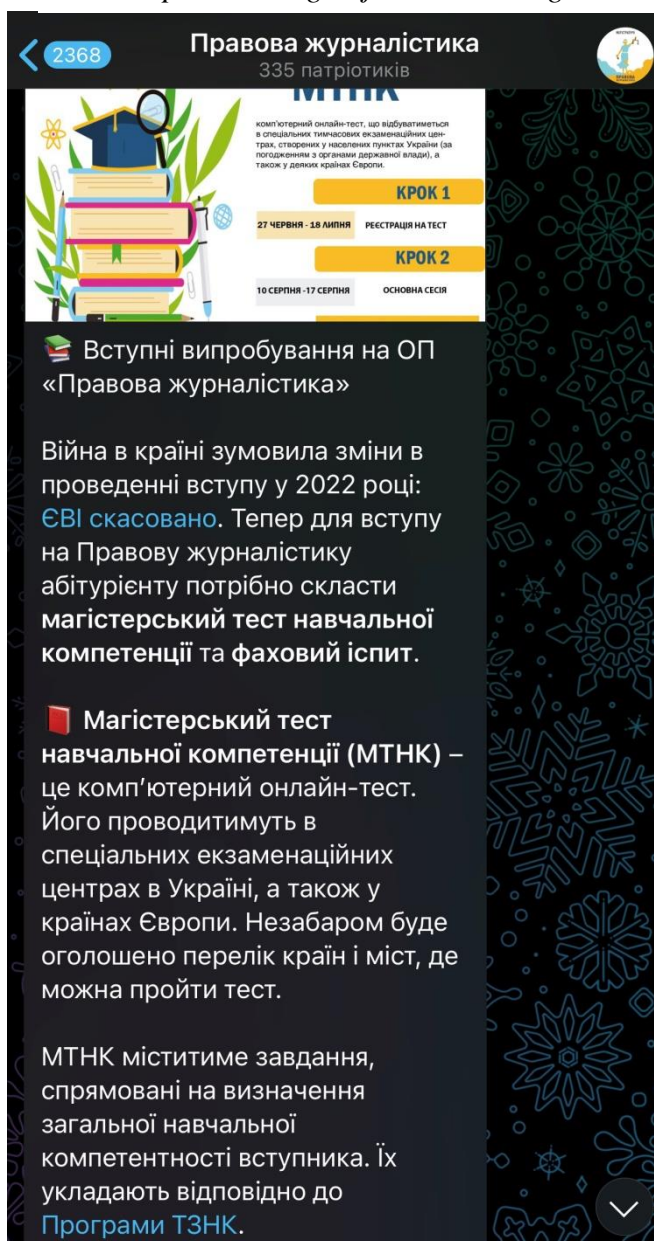 2368
Правова журналістика
335 патріотиків
МТНК
комп'ютерний онлайн-тест, що відбуватиметься
в спеціальних тимчасових екзаменаційних цен-
трах, створених у населених пунктах України (за
погодженням з органами державної влади), а
також у деяких країнах Європи.
КРОК 1
27 ЧЕРВНЯ - 18 ЛИПНЯ РЕЄСТРАЦІЯ НА ТЕСТ
КРОК 2
10 СЕРПНЯ -17 СЕРПНЯ ОСНОВНА СЕСІЯ
📚 Вступні випробування на ОП
«Правова журналістика»
Війна в країні зумовила зміни в
проведенні вступу у 2022 році:
ЄВІ скасовано. Тепер для вступу
на Правову журналістику
абітурієнту потрібно скласти
магістерський тест навчальної
компетенції та фаховий іспит.
📕 Магістерський тест
навчальної компетенції (МТНК) –
це комп’ютерний онлайн-тест.
Його проводитимуть в
спеціальних екзаменаційних
центрах в Україні, а також у
країнах Європи. Незабаром буде
оголошено перелік країн і міст, де
можна пройти тест.
МТНК міститиме завдання,
спрямовані на визначення
загальної навчальної
компетентності вступника. Їх
укладають відповідно до
Програми ТЗНК.